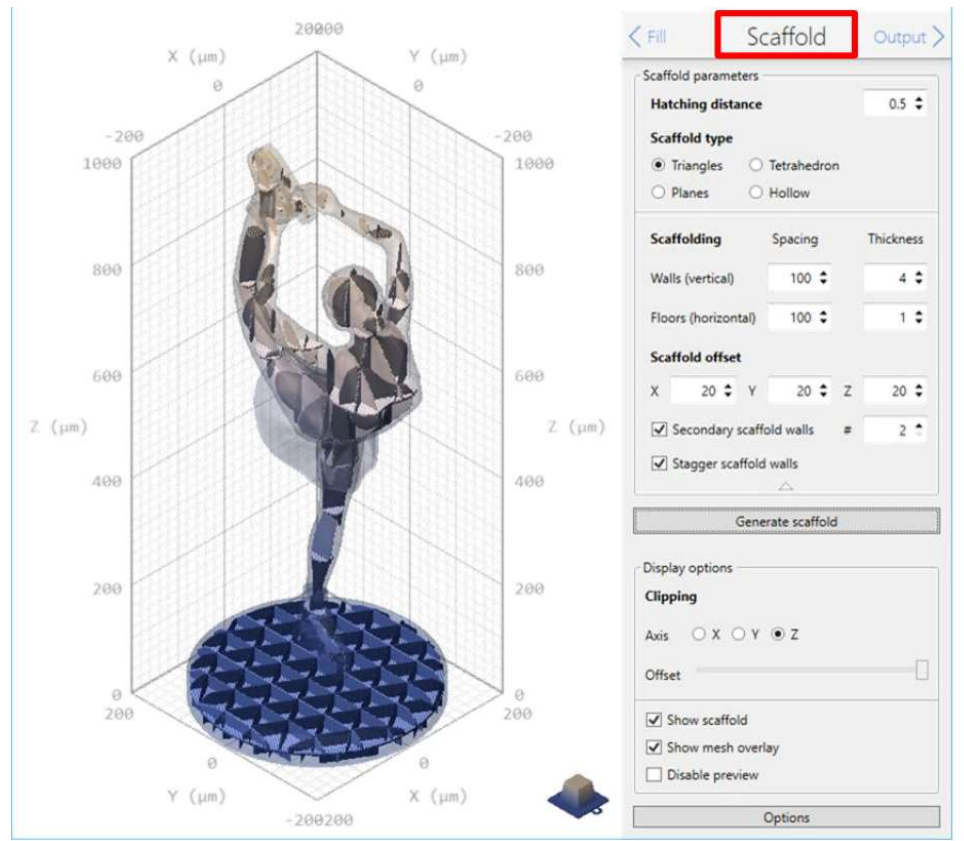 20000
X (µm)
Y (µm)
0
0
-200
-200
1000
1000
800
800
600
600
Z (µm)
Z (µm)
400
400
200
200
0
0
200
200
0
0
Y (µm)
X (µm)
-200200
Fill
Scaffold
Output
Scaffold parameters
Hatching distance 0.5
Scaffold type
Triangles Tetrahedron
Planes Hollow
Scaffolding Spacing Thickness
Walls (vertical) 100 4
Floors (horizontal) 100 1
Scaffold offset
X 20 Y 20 Z 20
Secondary scaffold walls # 2
Stagger scaffold walls
Generate scaffold
Display options
Clipping
Axis X Y Z
Offset
Show scaffold
Show mesh overlay
Disable preview
Options